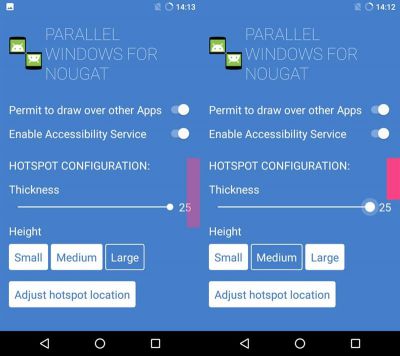 14:13
PARALLEL
WINDOWS FOR
NOUGAT
Permit to draw over other Apps
Enable Accessibility Service
HOTSPOT CONFIGURATION:
Thickness
25
Height
Small Medium Large
Adjust hotspot location
14:12
PARALLEL
WINDOWS FOR
NOUGAT
Permit to draw over other Apps
Enable Accessibility Service
HOTSPOT CONFIGURATION:
Thickness
25
Height
Small Medium Large
Adjust hotspot location